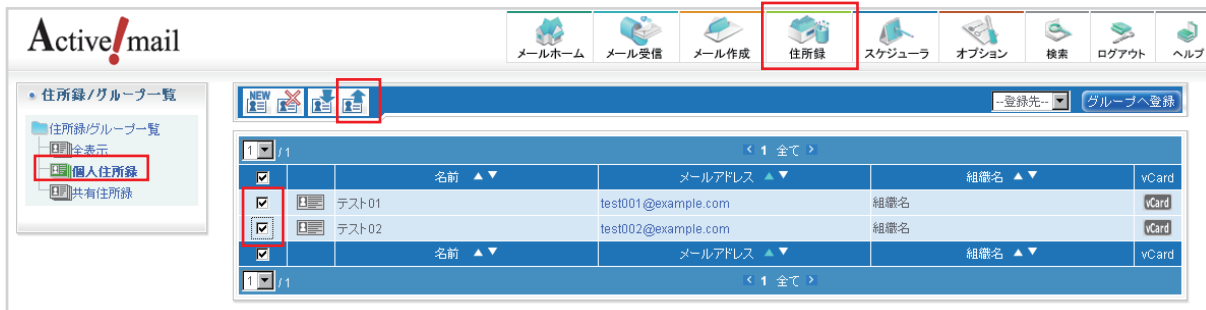 Active! mail
メールホーム メール受信 メール作成 住所録 スケジューラ オプション 検索 ログアウト ヘルプ
住所録/グループ一覧
住所録/グループ一覧
全表示
個人住所録
共有住所録
NEW
--登録先-- グループへ登録
1 / 1 < 1 全て >
名前 ▲▼ メールアドレス ▲▼ 組織名 ▲▼ vCard
テスト01 test001@example.com 組織名 vCard
テスト02 test002@example.com 組織名 vCard
名前 ▲▼ メールアドレス ▲▼ 組織名 ▲▼ vCard
1 / 1 < 1 全て >